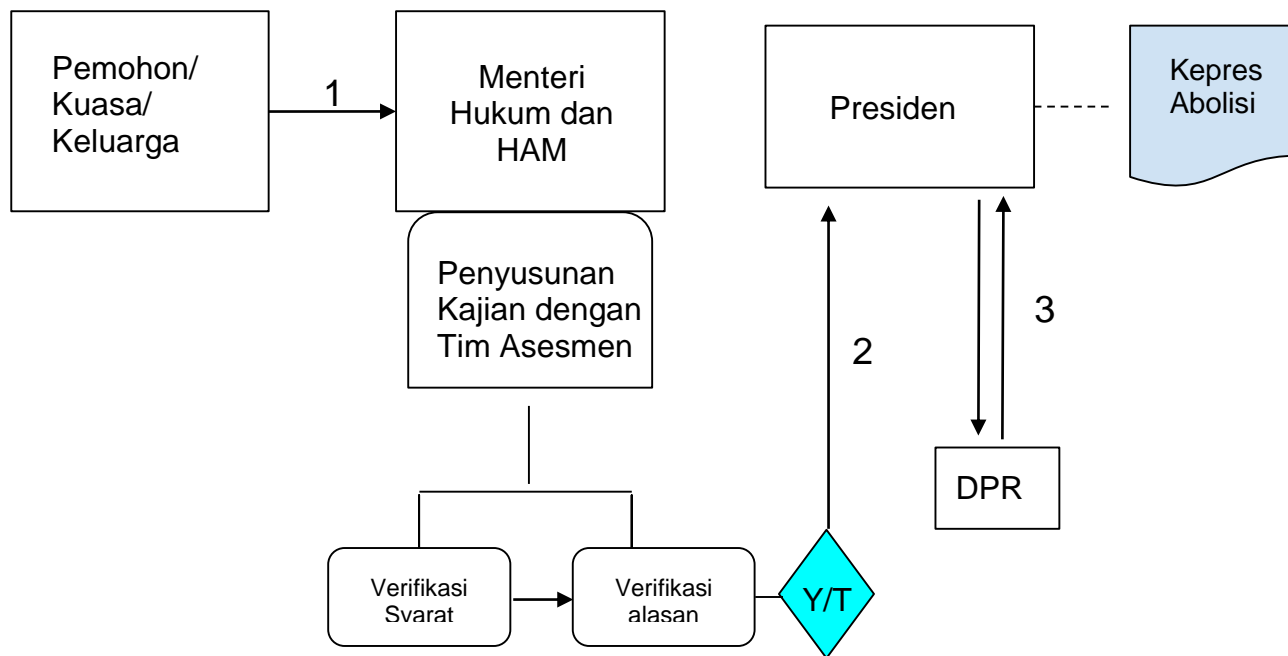 Pemohon/
Kuasa/
Keluarga
1
Menteri
Hukum dan
HAM
Presiden
Kepres
Abolisi
Penyusunan
Kajian dengan
Tim Asesmen
2
3
DPR
Verifikasi
Syarat
Verifikasi
alasan
Y/T